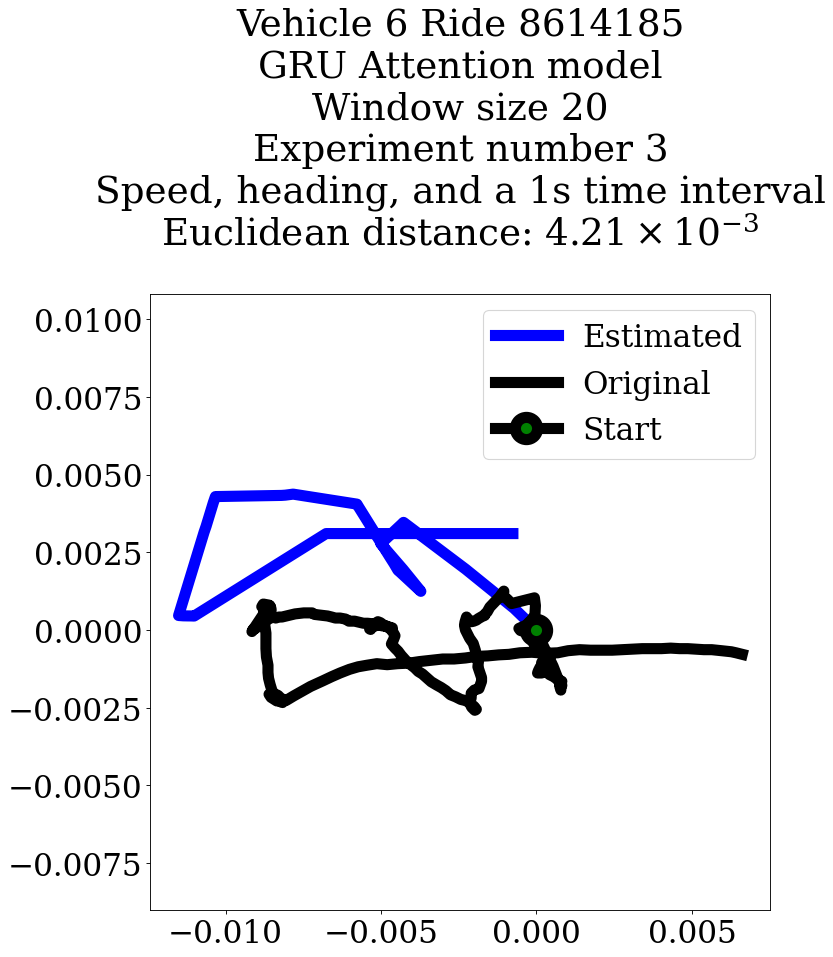 Vehicle 6 Ride 8614185
GRU Attention model
Window size 20
Experiment number 3
Speed, heading, and a 1s time interval
Euclidean distance: 4.21 × 10⁻³
Estimated
Original
Start
0.0100
0.0075
0.0050
0.0025
0.0000
−0.0025
−0.0050
−0.0075
−0.010 −0.005 0.000 0.005